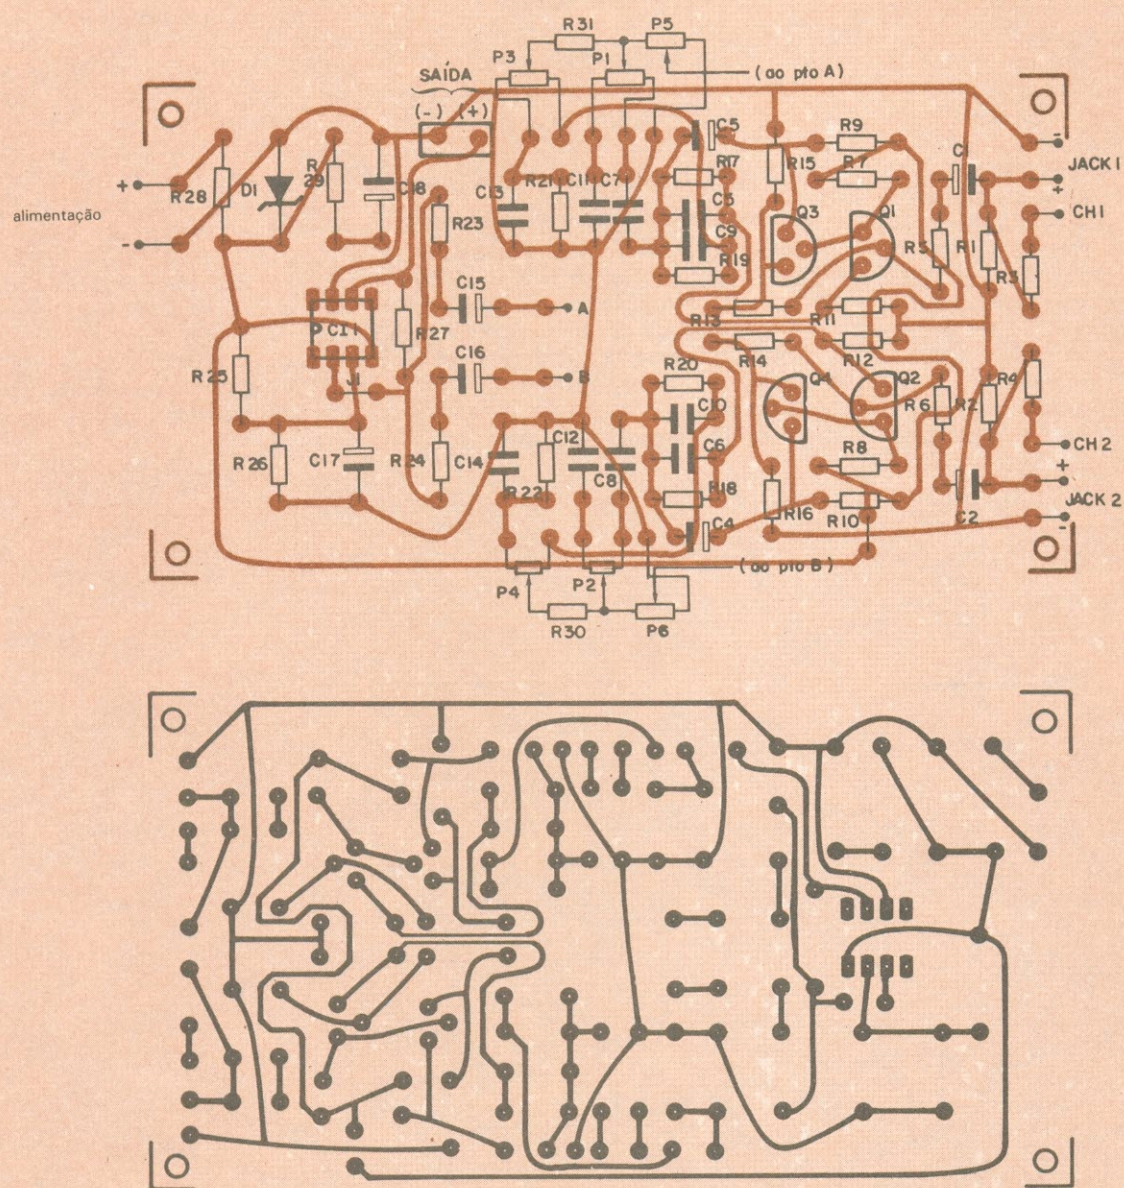 R31
P5
P3
P1
(ao pto A)
SAÍDA
(-) (+)
C5
R9
R7
C1
-
JACK 1
+
R28
D1
R
29
C18
C13
R21
C11
C7
R17
R15
+
alimentação
-
R23
C5
C9
R19
Q3
Q1
R5
R1
R3
CH1
C15
A
R13
R11
CI1
R27
R14
R12
R25
J1
C16
B
R20
C10
Q4
Q2
R6
R2
R4
R26
C17
R24
C14
C12
R22
C8
C6
R18
R8
CH2
+
C4
R16
R10
C2
JACK 2
-
(ao pto B)
P4
P2
R30
P6